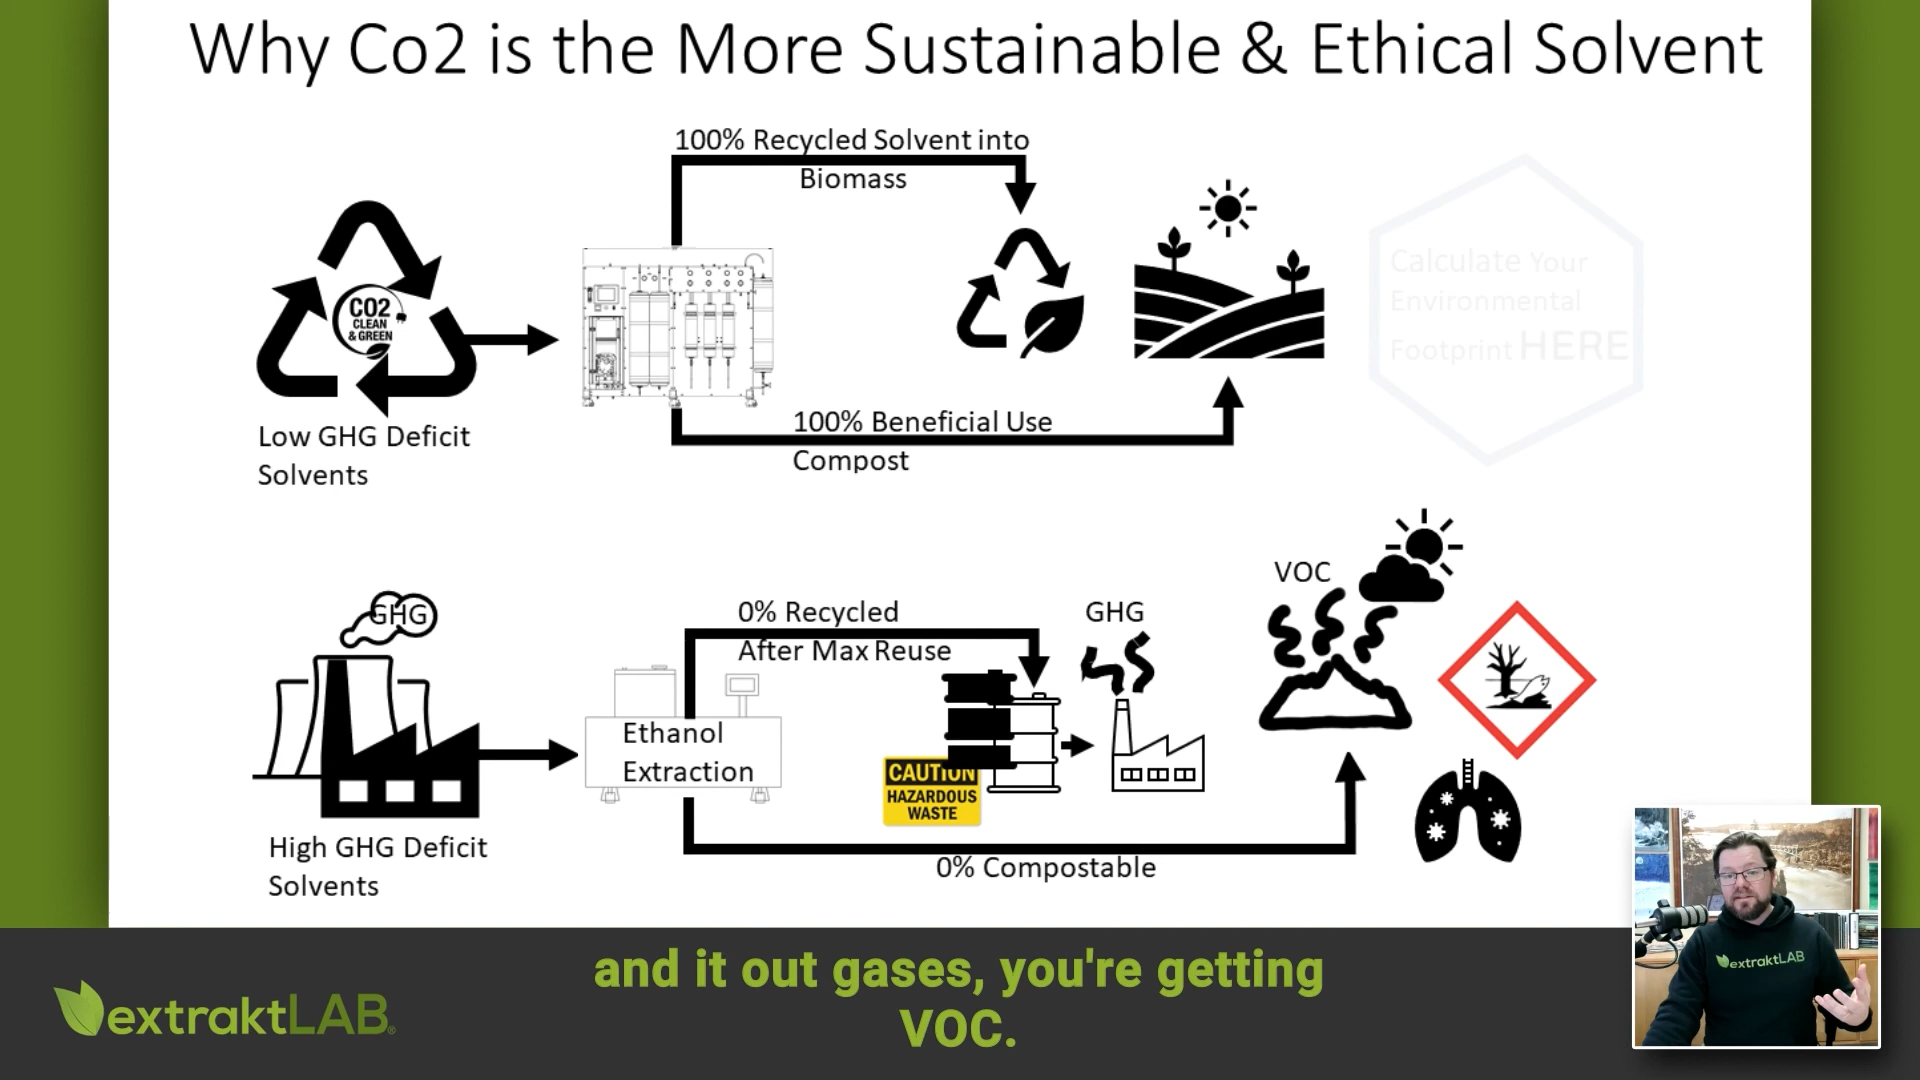 Why Co2 is the More Sustainable & Ethical Solvent
100% Recycled Solvent into
Biomass
CO2
CLEAN
& GREEN
Low GHG Deficit
Solvents
100% Beneficial Use
Compost
Calculate Your
Environmental
Footprint HERE
GHG
High GHG Deficit
Solvents
0% Recycled
After Max Reuse
Ethanol
Extraction
CAUTION
HAZARDOUS
WASTE
GHG
VOC
0% Compostable
extraktLAB
extraktLAB®
and it out gases, you're getting
VOC.